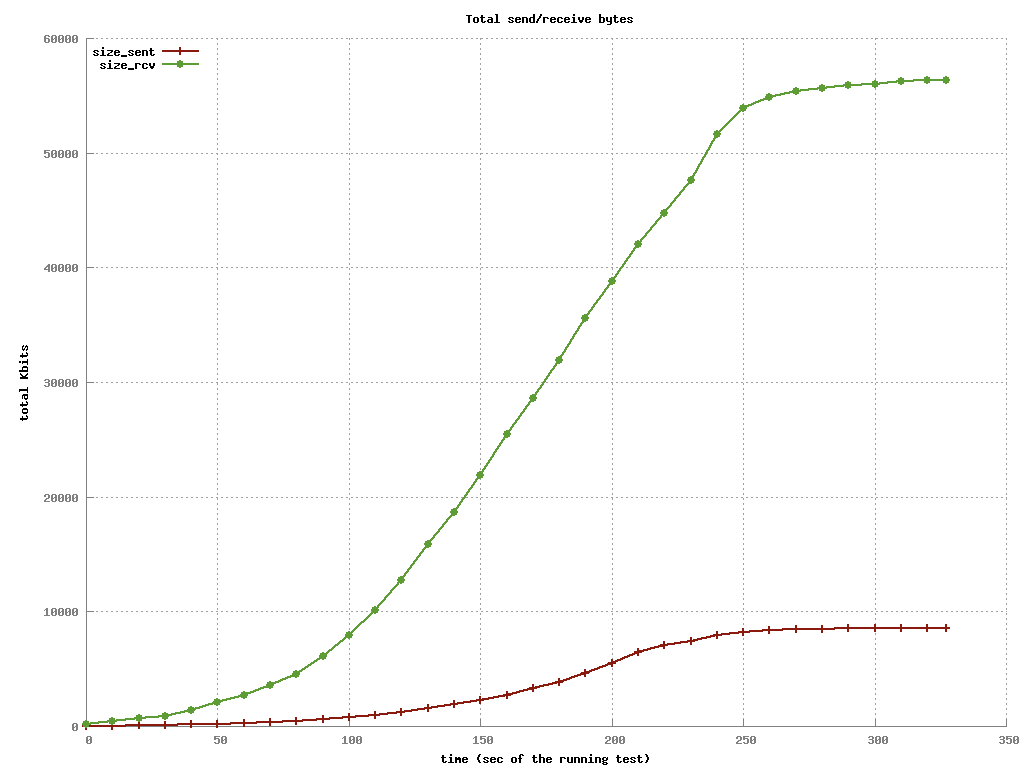 Total send/receive bytes
60000
size_sent
size_rcv
50000
40000
30000
total Kbits
20000
10000
0
0 50 100 150 200 250 300 350
time (sec of the running test)